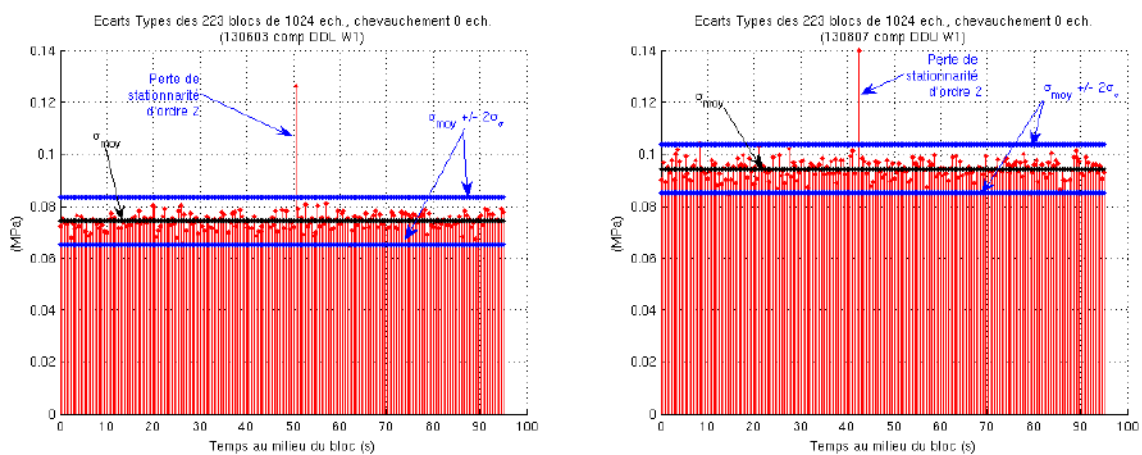 Ecarts Types des 223 blocs de 1024 ech., chevauchement 0 ech.
(130603 comp DDL W1)
0.14
0.12
0.1
0.08
0.06
0.04
0.02
0
(MPa)
Perte de
stationnarité
d'ordre 2
σmoy
σmoy +/- 2σσ
0 10 20 30 40 50 60 70 80 90 100
Temps au milieu du bloc (s)
Ecarts Types des 223 blocs de 1024 ech., chevauchement 0 ech.
(130807 comp W1)
0.14
0.12
0.1
0.08
0.06
0.04
0.02
0
(MPa)
Perte de
stationnarité
d'ordre 2
σmoy
σmoy +/- 2σσ
0 10 20 30 40 50 60 70 80 90 100
Temps au milieu du bloc (s)